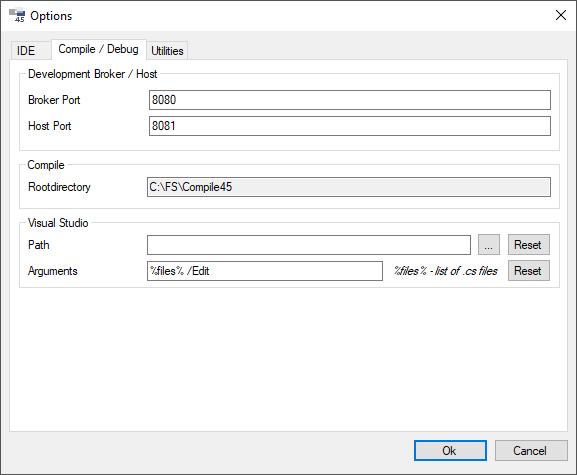 45 Options
IDE Compile / Debug Utilities
Development Broker / Host
Broker Port 8080
Host Port 8081
Compile
Rootdirectory C:\FS\Compile45
Visual Studio
Path ... Reset
Arguments %files% /Edit %files% - list of .cs files Reset
Ok Cancel